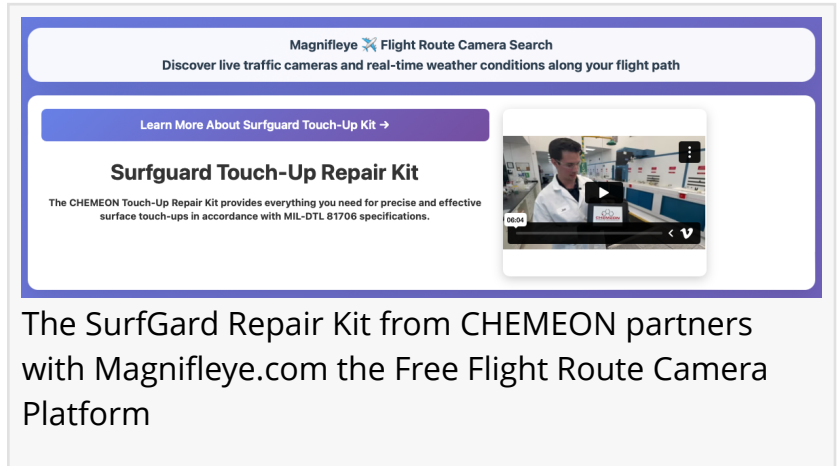 Magnifleye ✈️ Flight Route Camera Search
Discover live traffic cameras and real-time weather conditions along your flight path
Learn More About Surfguard Touch-Up Kit →
Surfguard Touch-Up Repair Kit
The CHEMEON Touch-Up Repair Kit provides everything you need for precise and effective
surface touch-ups in accordance with MIL-DTL 81706 specifications.
CHEMEON
06:04
The SurfGard Repair Kit from CHEMEON partners
with Magnifleye.com the Free Flight Route Camera
Platform